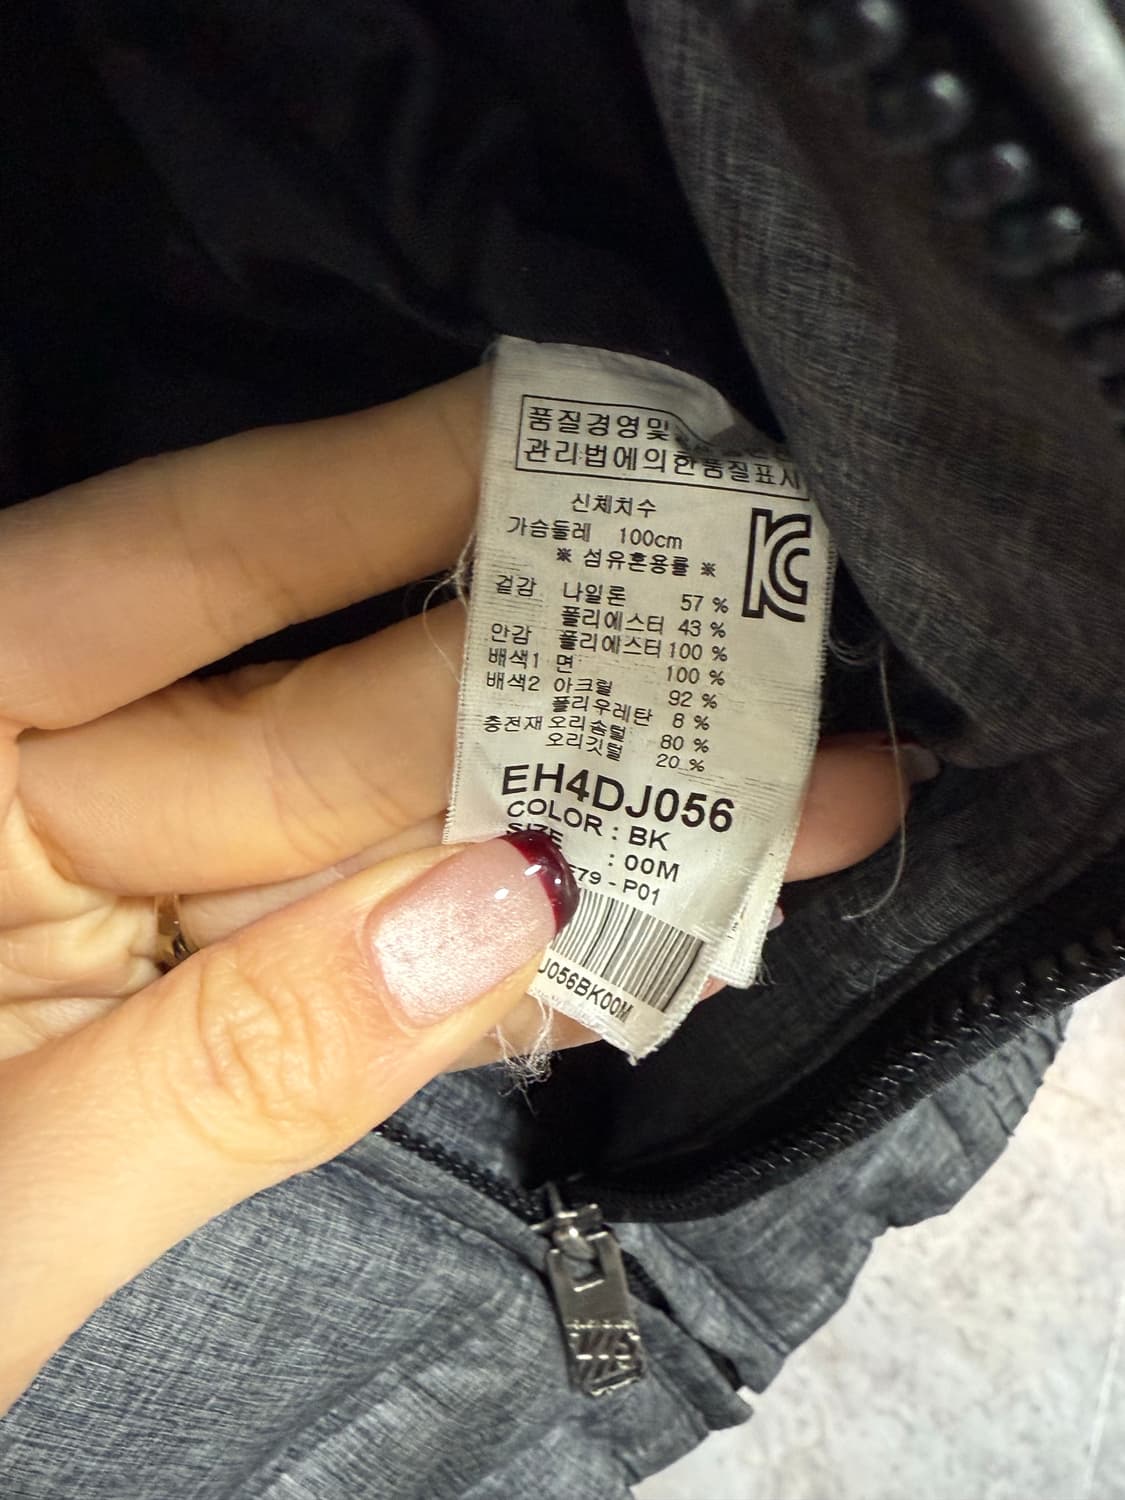 품질경영및
관리법에의한품질표시
신체치수
가슴둘레 100cm
※ 섬유혼용률 ※
겉감 나일론 57 %
폴리에스터 43 %
안감 폴리에스터 100 %
배색1 면 100 %
배색2 아크릴 92 %
폴리우레탄 8 %
충전재 오리솜털 80 %
오리깃털 20 %
EH4DJ056
COLOR : BK
SIZE : 00M
E79 - P01
J056BK00M